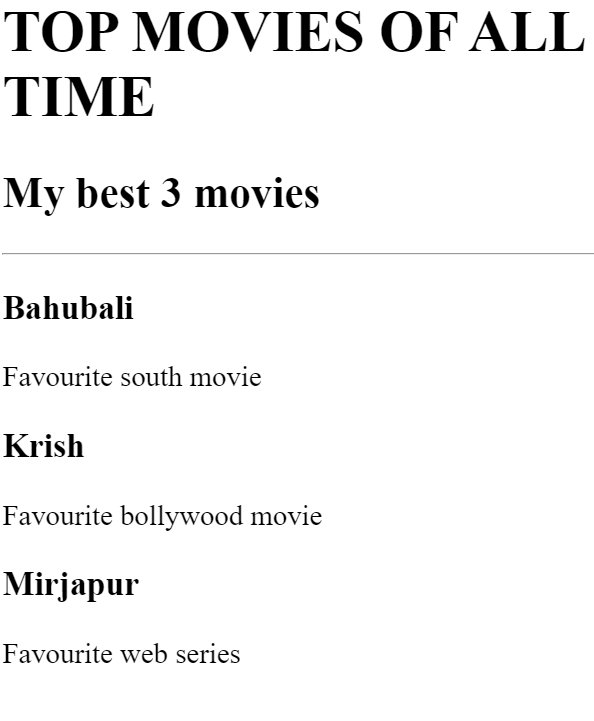 TOP MOVIES OF ALL
TIME
My best 3 movies
Bahubali
Favourite south movie
Krish
Favourite bollywood movie
Mirjapur
Favourite web series